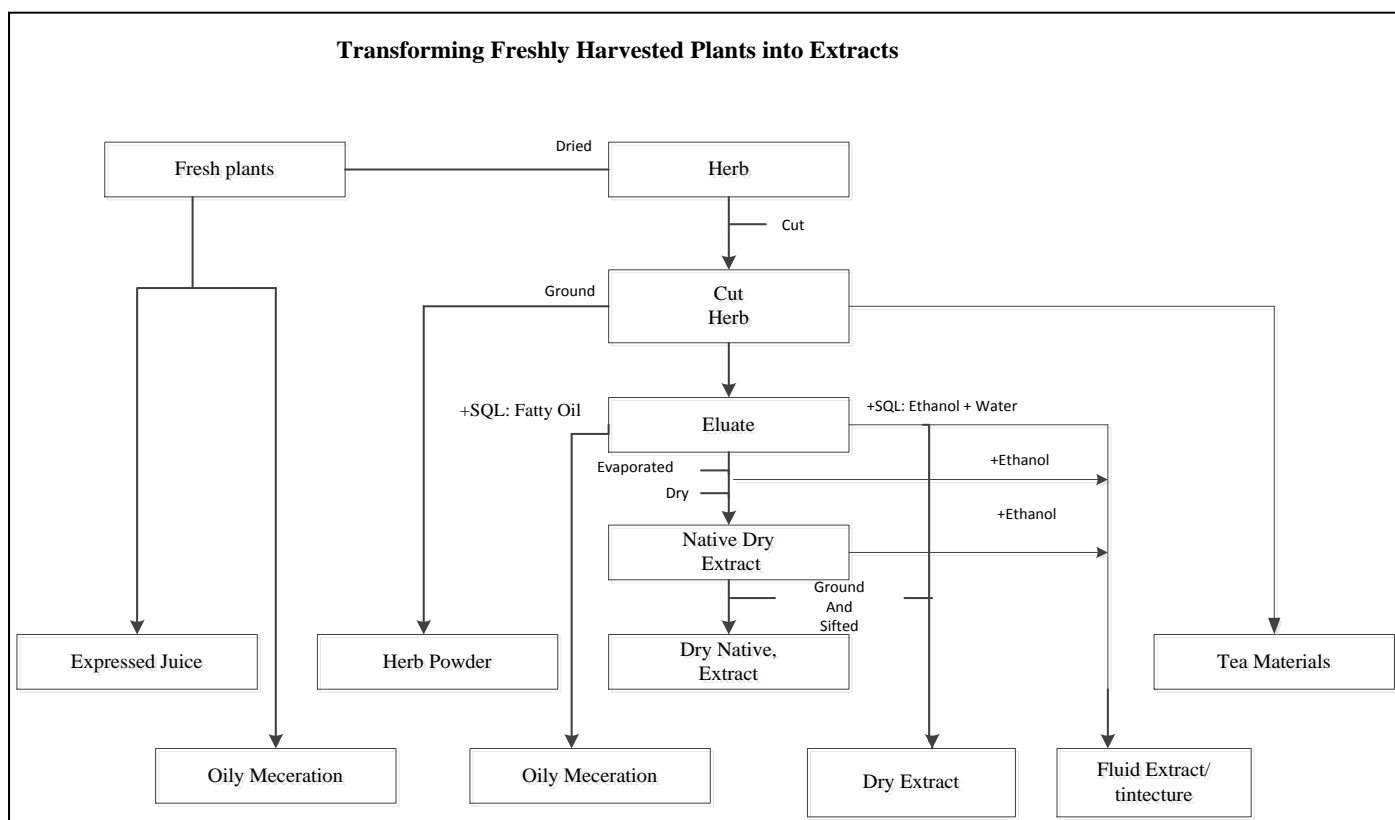 Transforming Freshly Harvested Plants into Extracts
Dried
Fresh plants
Herb
Cut
Ground
Cut
Herb
+SQL: Fatty Oil
Eluate
+SQL: Ethanol + Water
Evaporated
+Ethanol
Dry
+Ethanol
Native Dry
Extract
Ground
And
Sifted
Expressed Juice
Herb Powder
Dry Native,
Extract
Tea Materials
Oily Meceration
Oily Meceration
Dry Extract
Fluid Extract/
tintecture